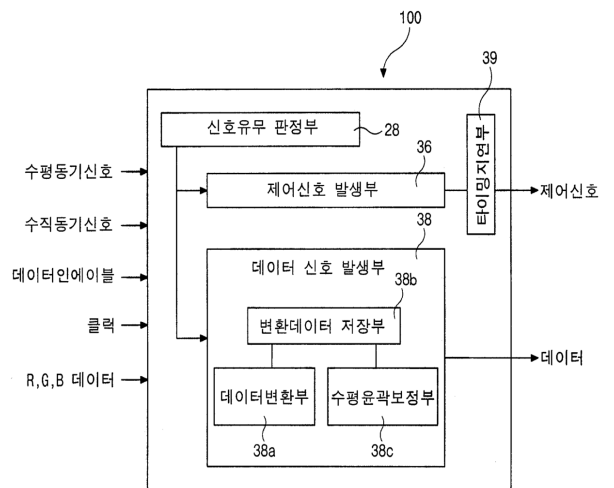 100
39
신호유무 판정부
28
타이밍지연부
36
수평동기신호
제어신호 발생부
제어신호
수직동기신호
38
데이터 신호 발생부
데이터인에이블
38b
변환데이터 저장부
클럭
데이터
R,G,B 데이터
데이터변환부
수평윤곽보정부
38a
38c